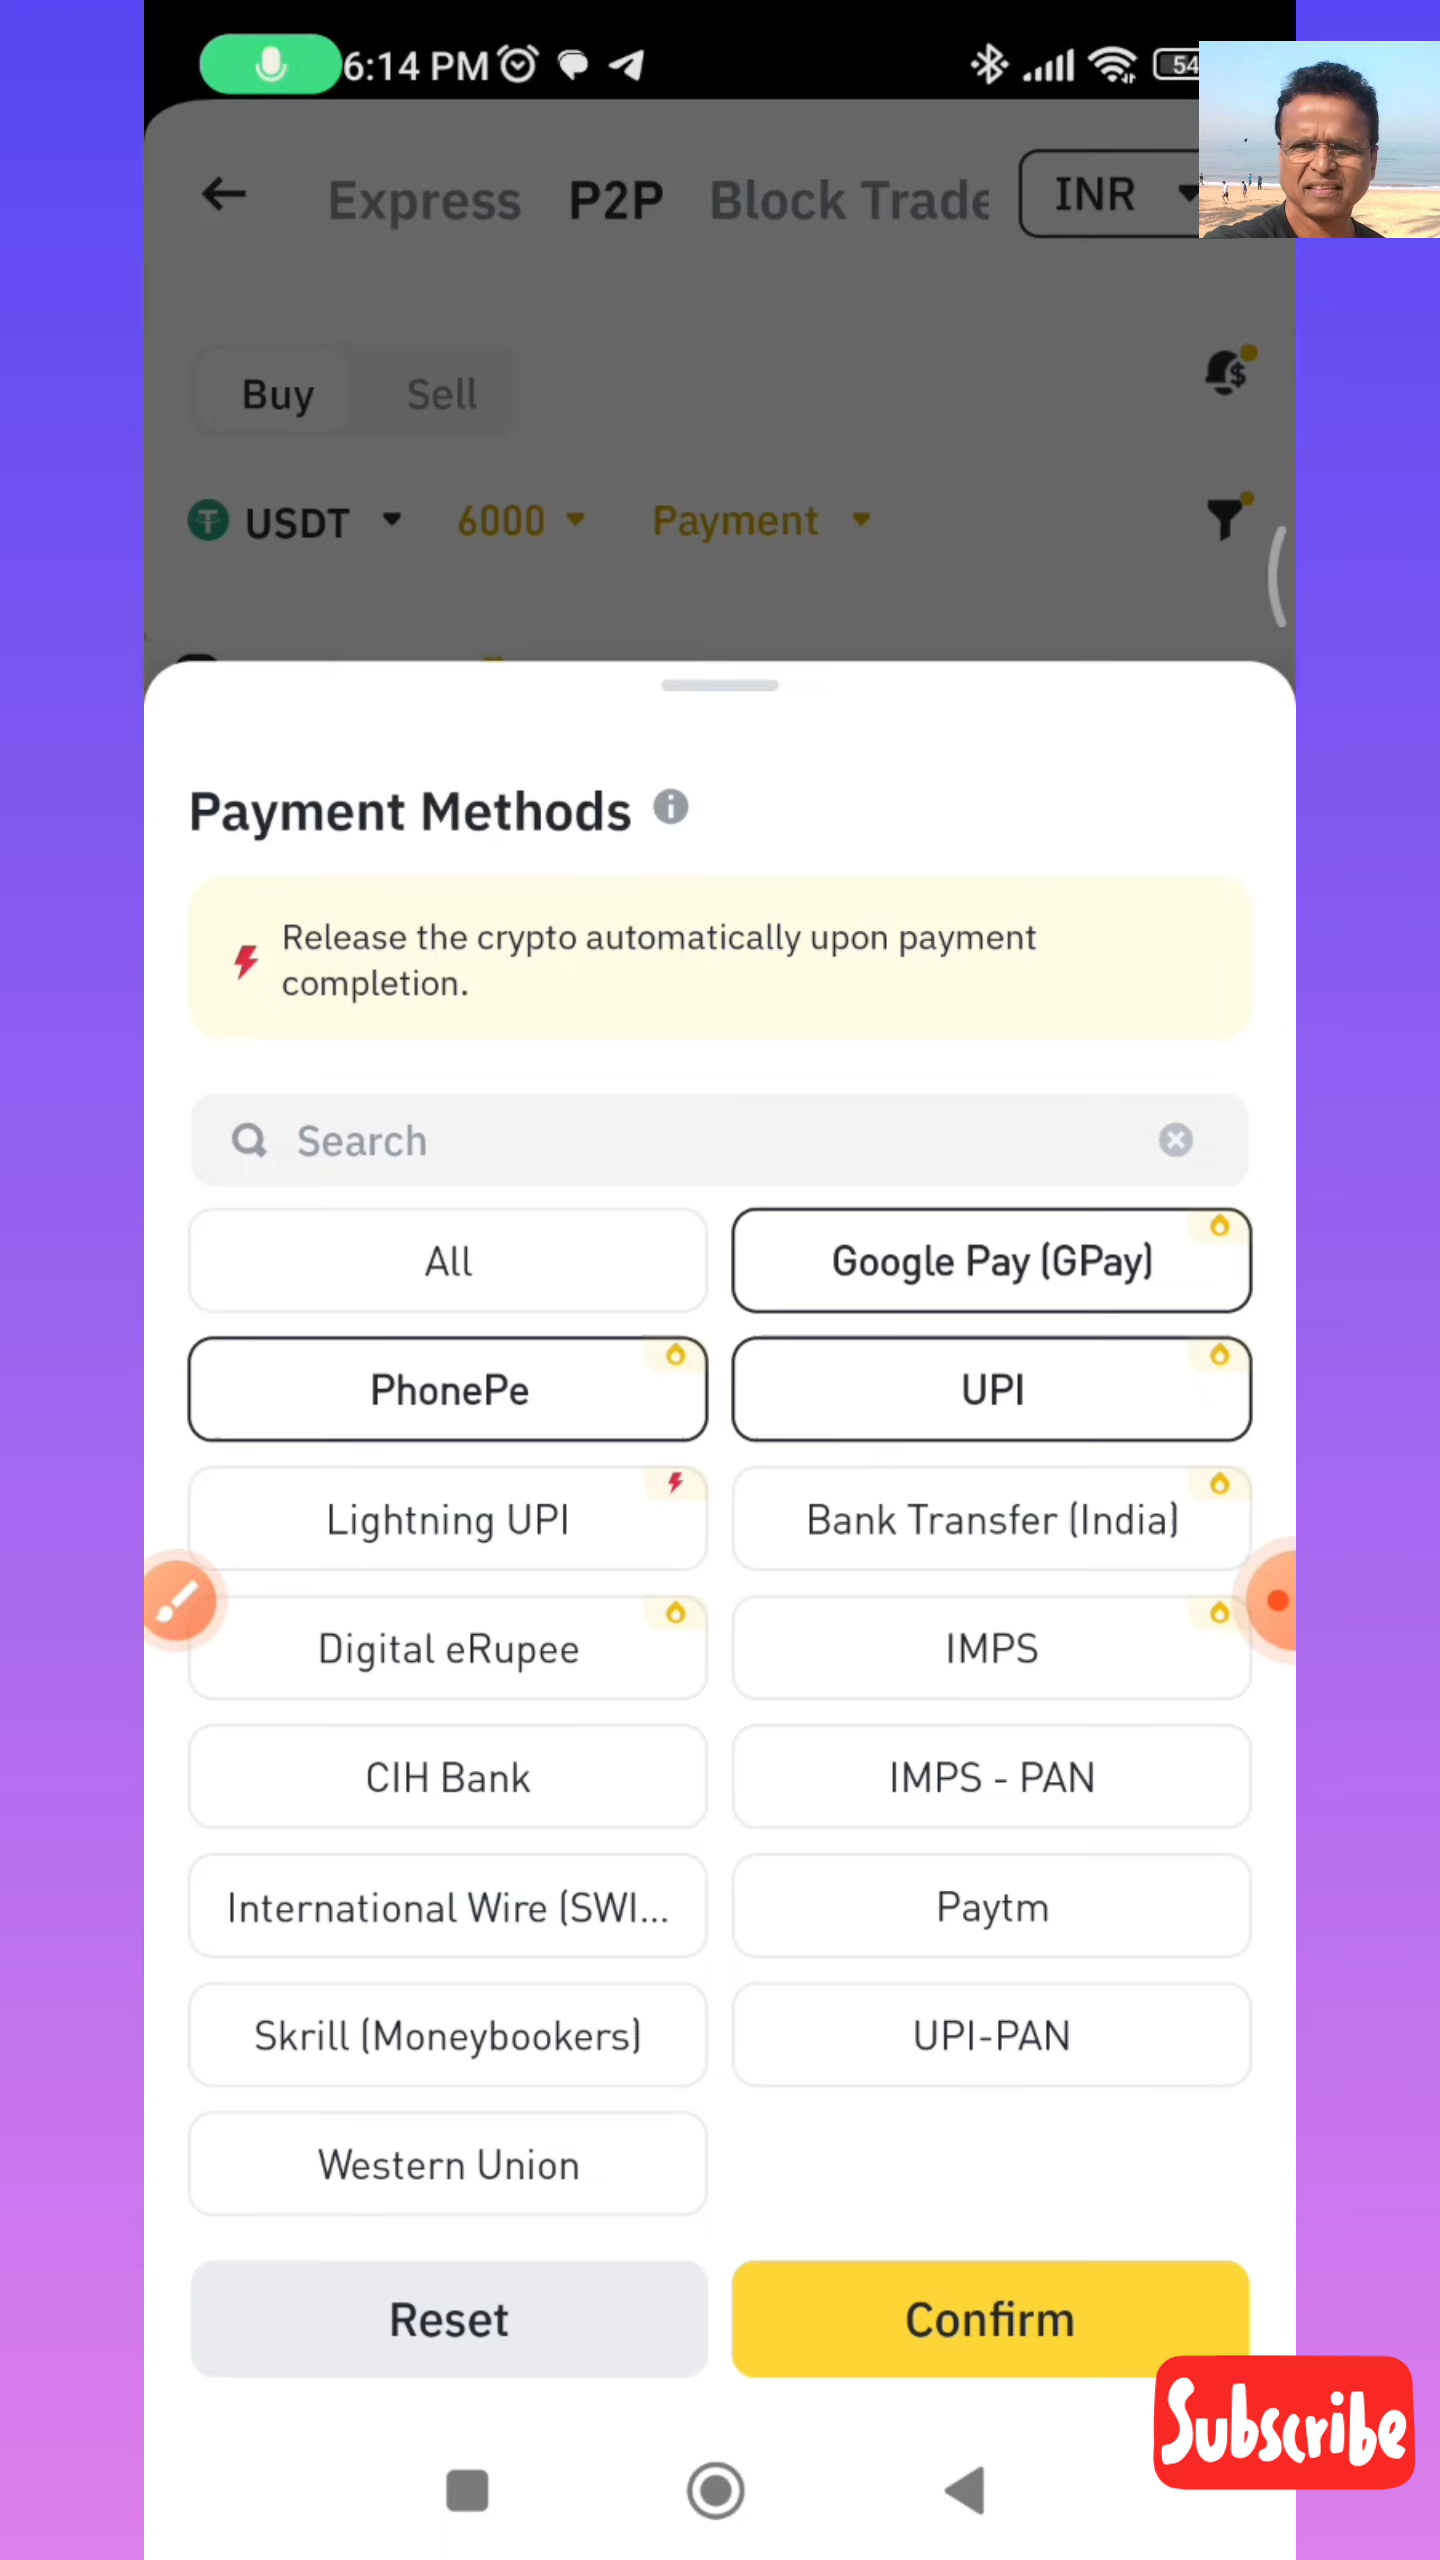 6:14 PM
54
Express P2P Block Trade INR
Buy Sell
USDT 6000 Payment
Payment Methods
Release the crypto automatically upon payment
completion.
Search
All Google Pay (GPay)
PhonePe UPI
Lightning UPI Bank Transfer (India)
Digital eRupee IMPS
CIH Bank IMPS - PAN
International Wire (SWI... Paytm
Skrill (Moneybookers) UPI-PAN
Western Union
Reset Confirm
Subscribe